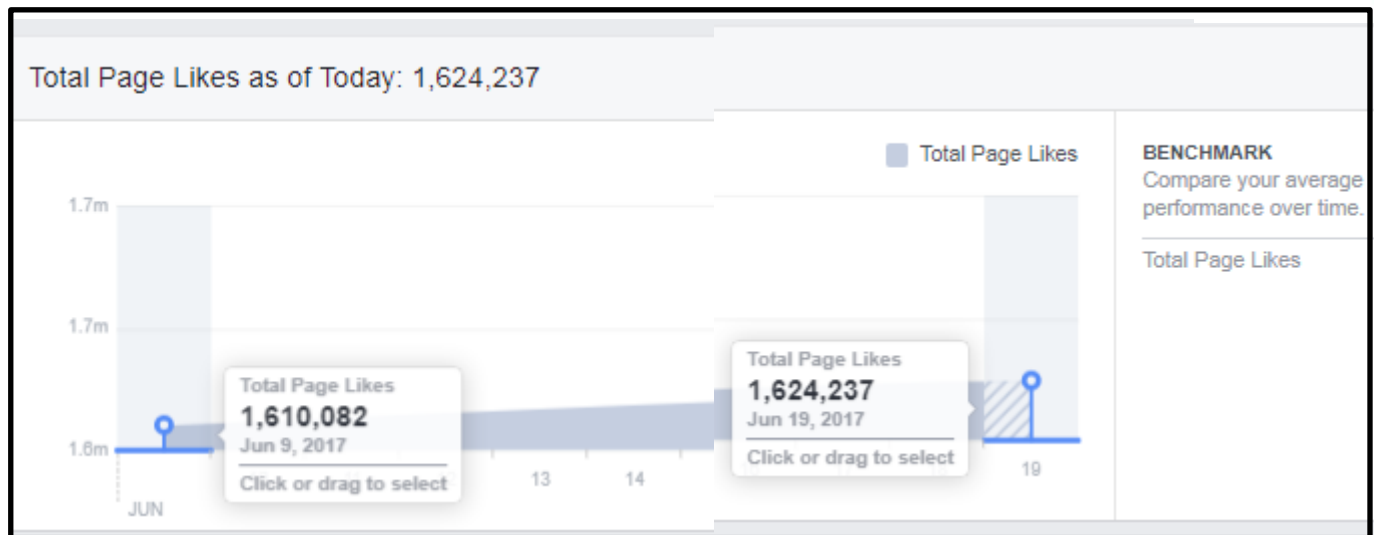 Total Page Likes as of Today: 1,624,237
Total Page Likes
BENCHMARK
Compare your average
performance over time.
Total Page Likes
1.7m
1.7m
1.6m
Total Page Likes
1,610,082
Jun 9, 2017
Click or drag to select
Total Page Likes
1,624,237
Jun 19, 2017
Click or drag to select
13
14
19
JUN